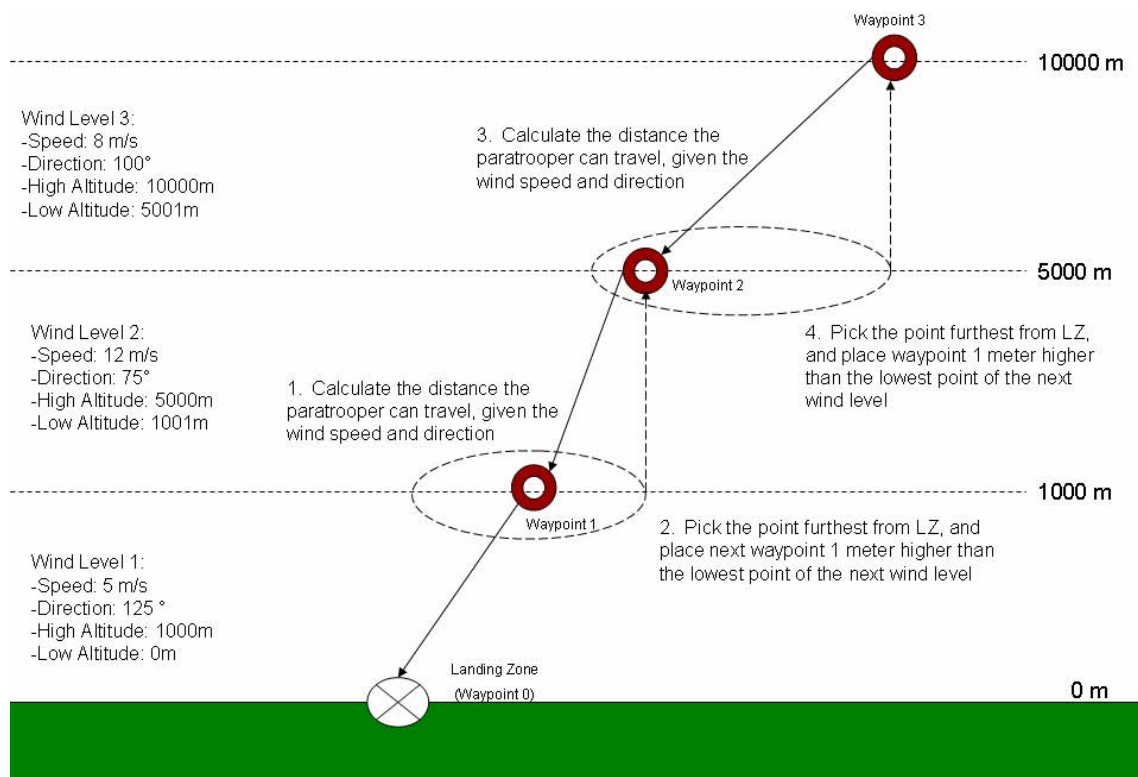 Waypoint 3
10000 m
Wind Level 3:
-Speed: 8 m/s
-Direction: 100°
-High Altitude: 10000m
-Low Altitude: 5001m
3. Calculate the distance the
paratrooper can travel, given the
wind speed and direction
5000 m
Waypoint 2
4. Pick the point furthest from LZ,
and place waypoint 1 meter higher
than the lowest point of the next
wind level
Wind Level 2:
-Speed: 12 m/s
-Direction: 75°
-High Altitude: 5000m
-Low Altitude: 1001m
1. Calculate the distance the
paratrooper can travel, given the
wind speed and direction
1000 m
Waypoint 1
2. Pick the point furthest from LZ, and
place next waypoint 1 meter higher than
the lowest point of the next wind level
Wind Level 1:
-Speed: 5 m/s
-Direction: 125 °
-High Altitude: 1000m
-Low Altitude: 0m
Landing Zone
(Waypoint 0)
0 m